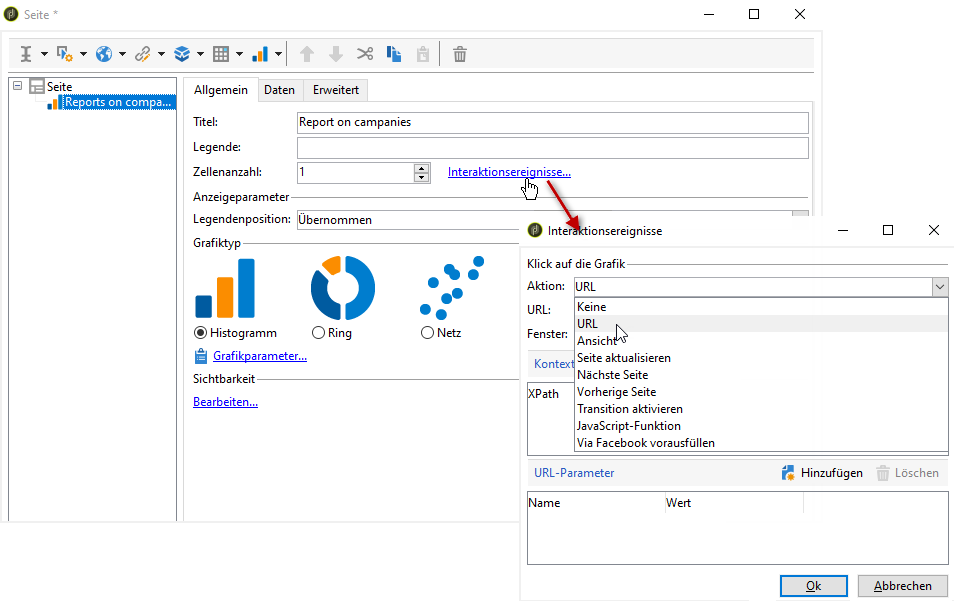 Seite *
Seite
Reports on compa...
Allgemein
Daten
Erweitert
Titel:
Report on companies
Legende:
Zellenanzahl:
1
Interaktionsereignisse...
Anzeigeparameter
Legendenposition:
Übernommen
Grafiktyp
Histogramm
Ring
Netz
Grafikparameter...
Sichtbarkeit
Bearbeiten...
Interaktionsereignisse
Klick auf die Grafik
Aktion:
URL
URL:
Fenster:
Keine
URL
Ansicht
Seite aktualisieren
Nächste Seite
Vorherige Seite
Transition aktivieren
JavaScript-Funktion
Via Facebook vorausfüllen
Kontext
XPath
URL-Parameter
Hinzufügen
Löschen
Name
Wert
Ok
Abbrechen